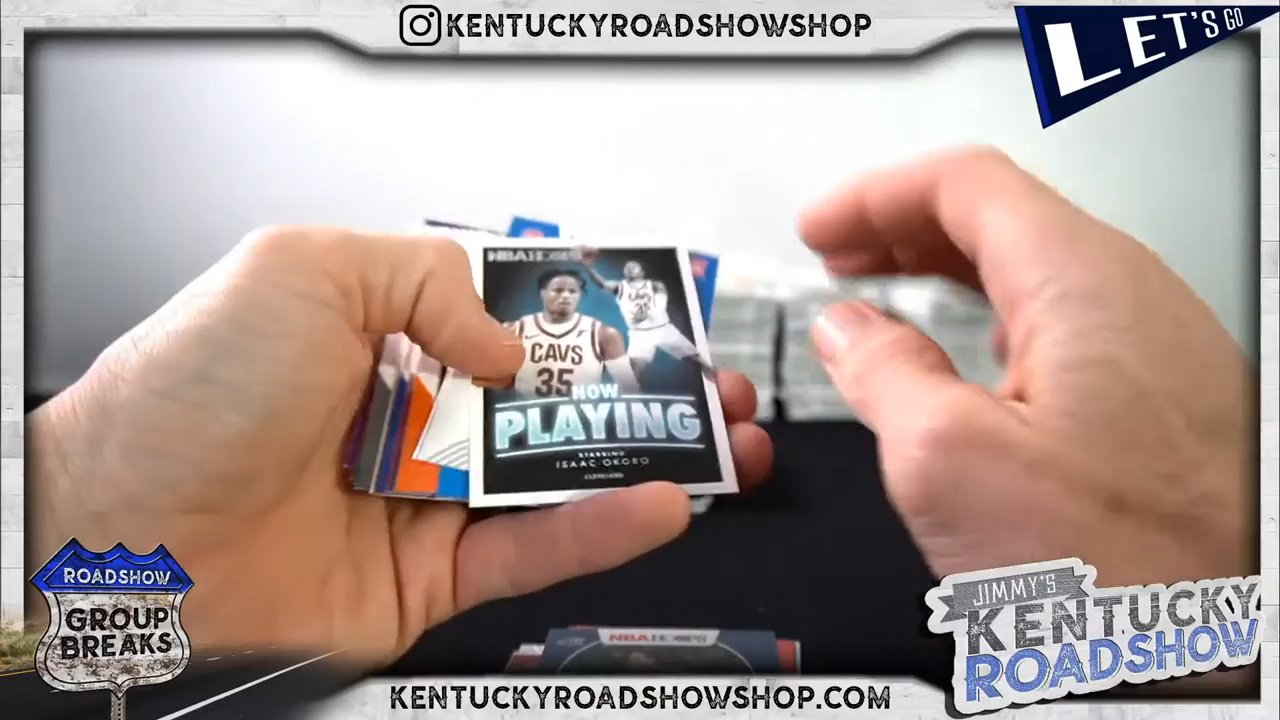 KENTUCKYROADSHOWSHOP
LET'S GO
NBA HOOPS
CAVS
35
NOW
PLAYING
STARRING
ISAAC OKORO
ROADSHOW
GROUP
BREAKS
NBA HOOPS
JIMMY'S
KENTUCKY
ROADSHOW
KENTUCKYROADSHOWSHOP.COM